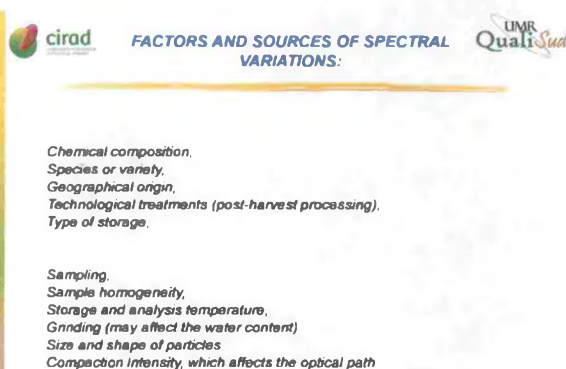 cirad
FACTORS AND SOURCES OF SPECTRAL
VARIATIONS:
UMR
QualiSud
Chemical composition,
Species or variety,
Geographical origin,
Technological treatments (post-harvest processing),
Type of storage,
Sampling,
Sample homogeneity,
Storage and analysis temperature,
Grinding (may affect the water content)
Size and shape of particles
Compaction Intensity, which affects the optical path